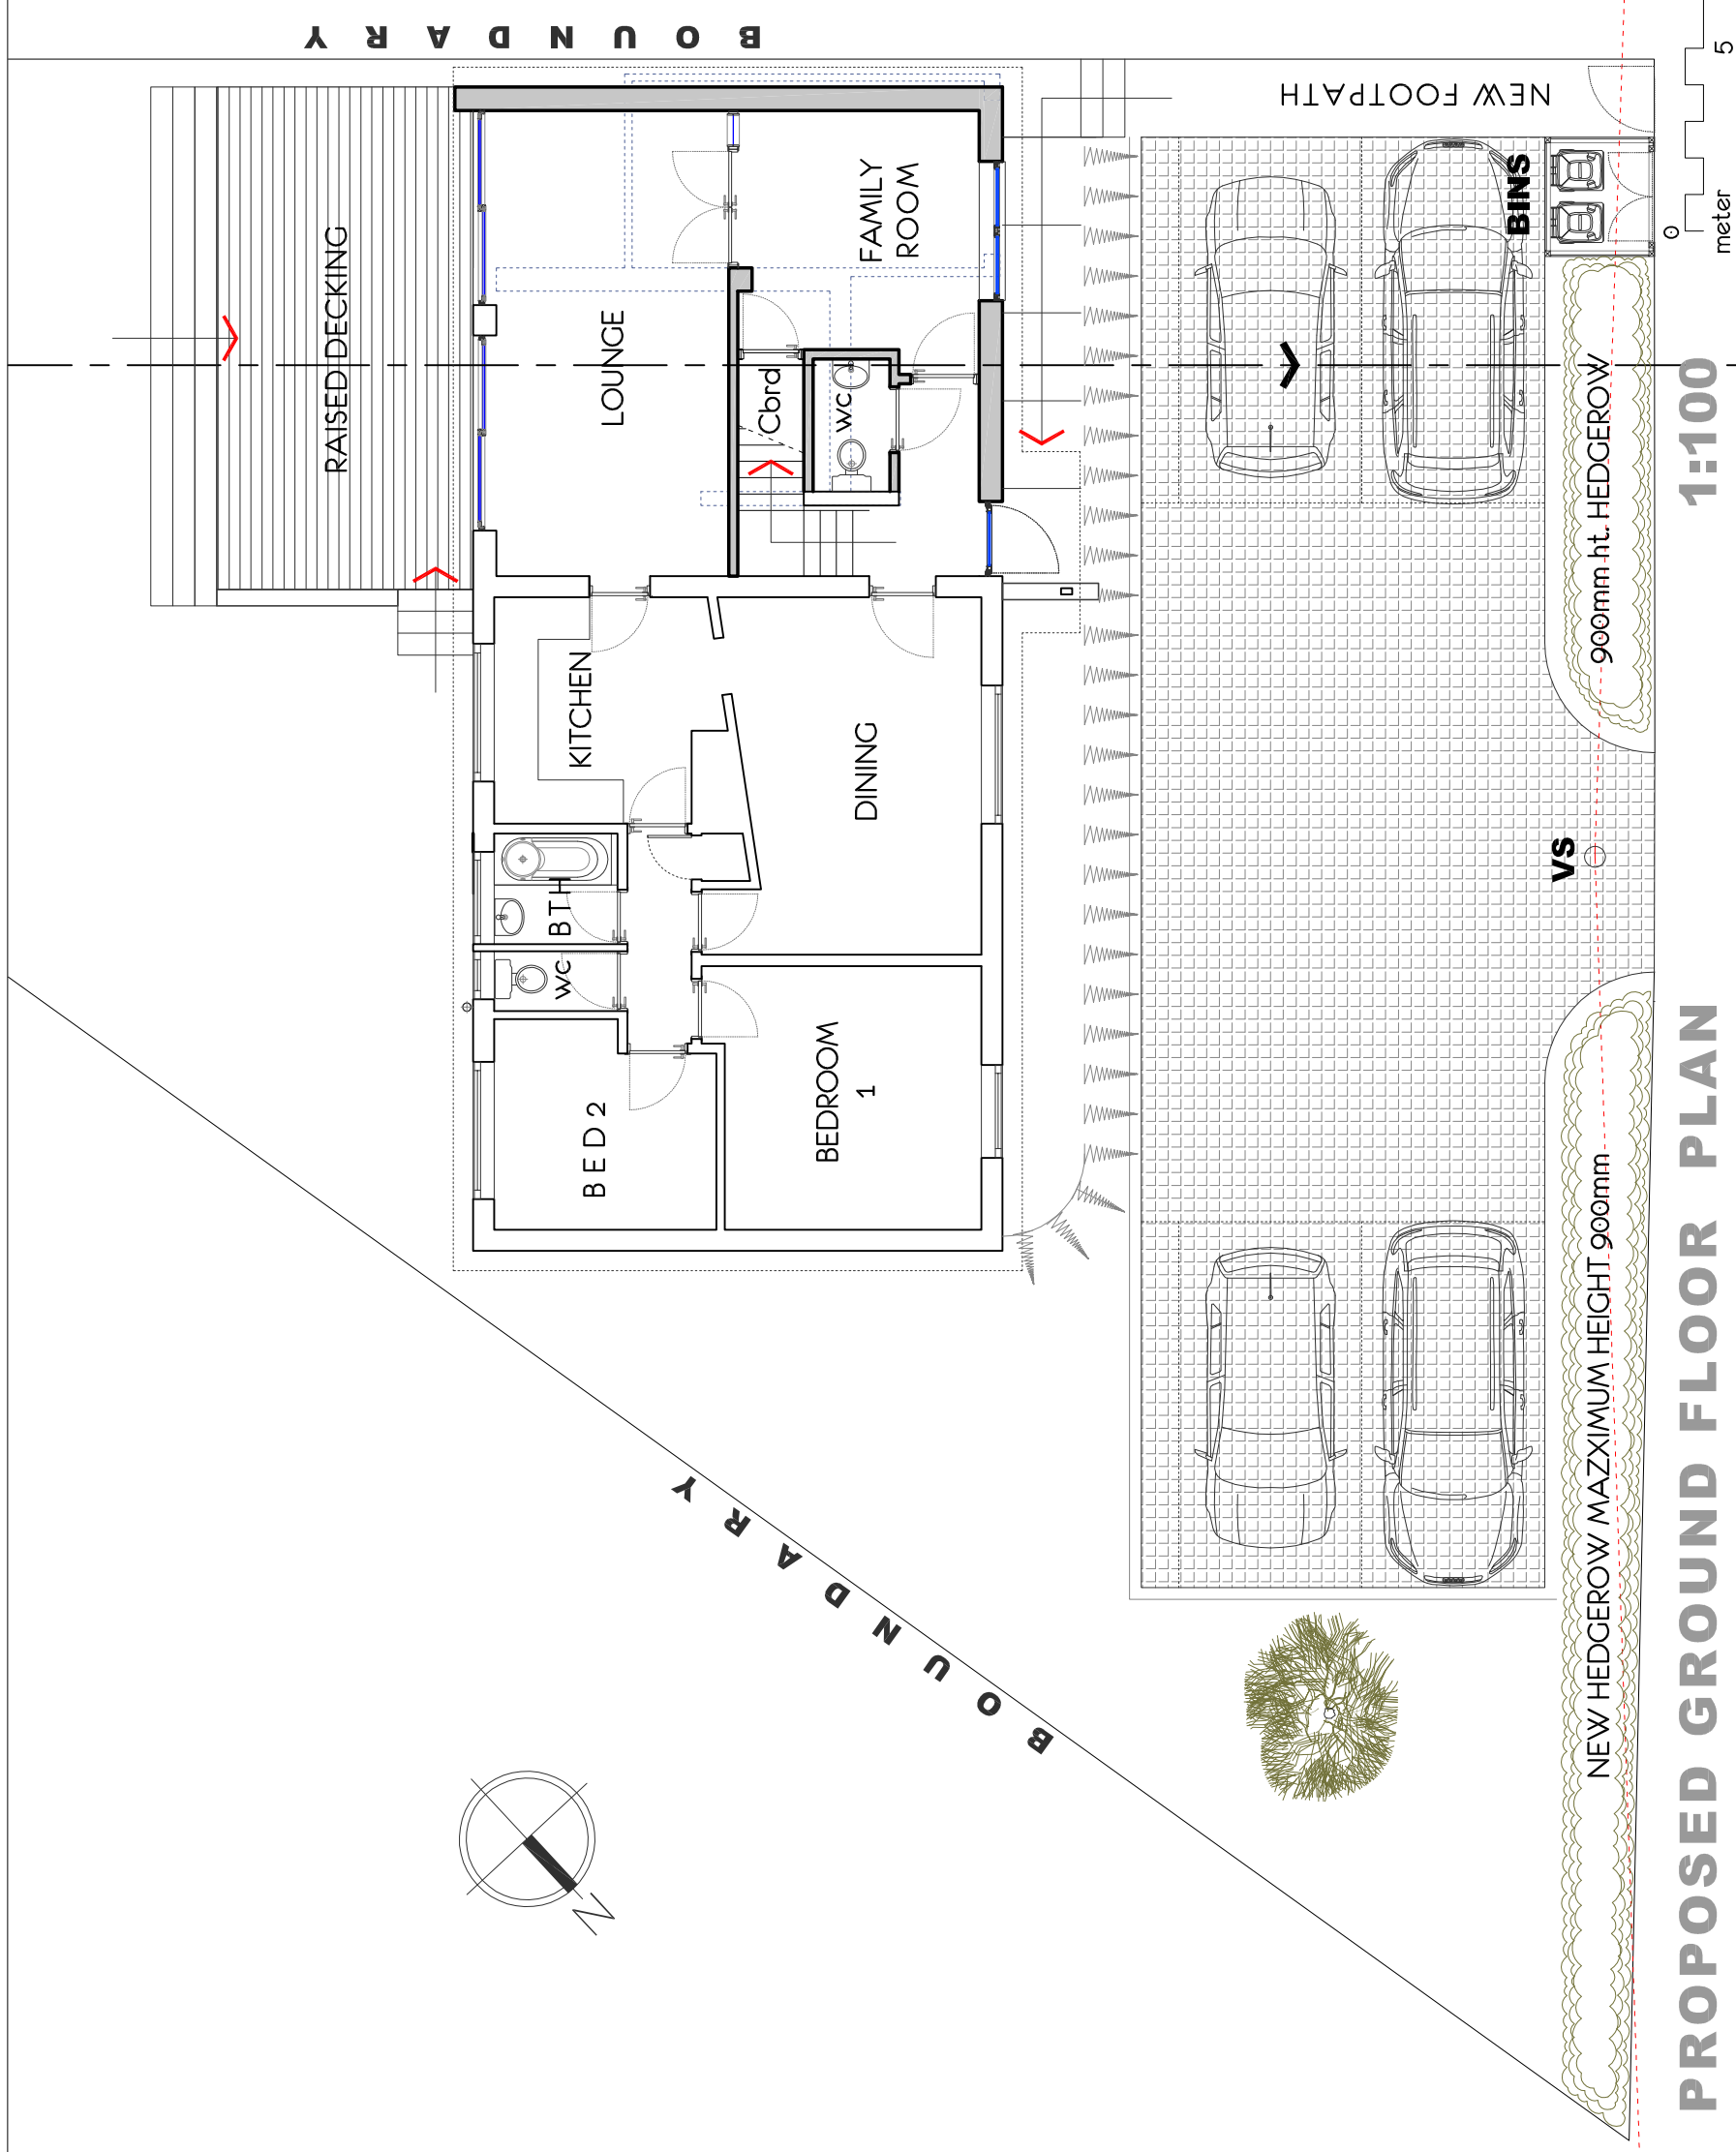 BOUNDARY
NEW FOOTPATH
RAISED DECKING
LOUNGE
FAMILY
ROOM
Cbrd
WC
BINS
KITCHEN
DINING
900mm ht. HEDGEROW
BTH
WC
VS
BED 2
BEDROOM
1
NEW HEDGEROW MAZXIMUM HEIGHT 900mm
BOUNDARY
N
0
5
meter
PROPOSED GROUND FLOOR PLAN 1:100